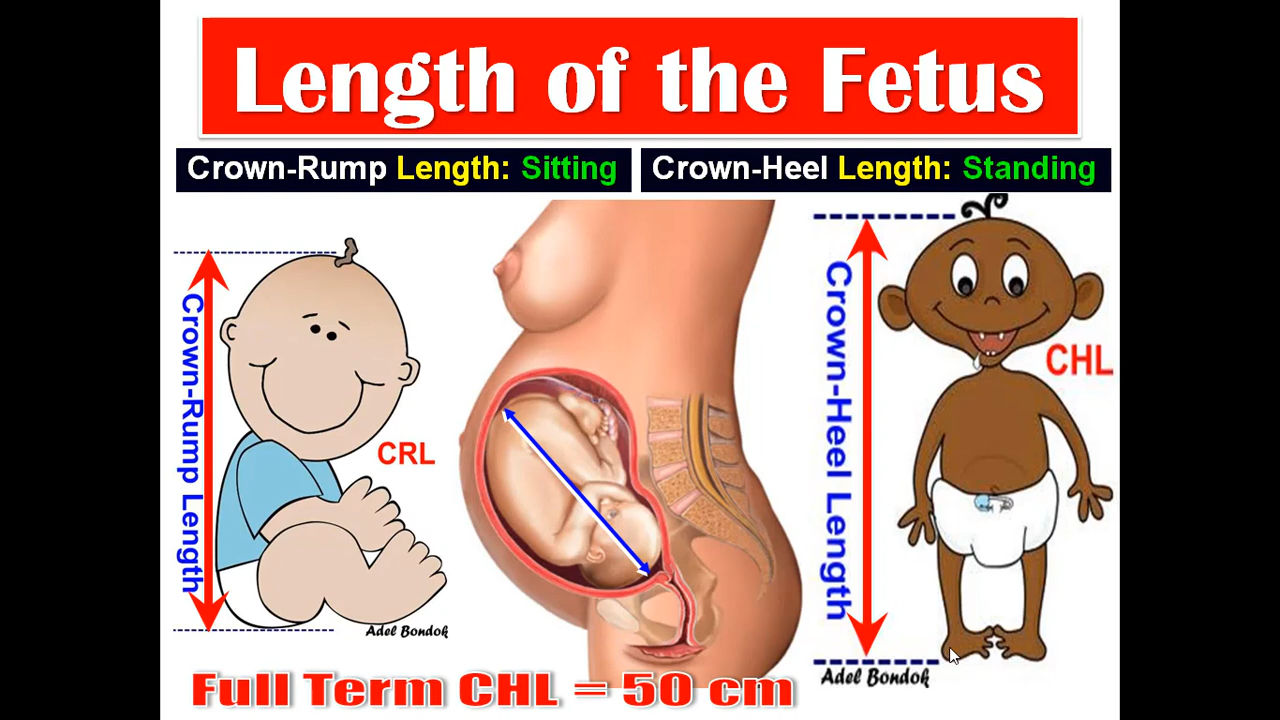 Length of the Fetus
Crown-Rump Length: Sitting
Crown-Heel Length: Standing
Crown-Rump Length
CRL
Adel Bondok
Crown-Heel Length
CHL
Adel Bondok
Full Term CHL = 50 cm